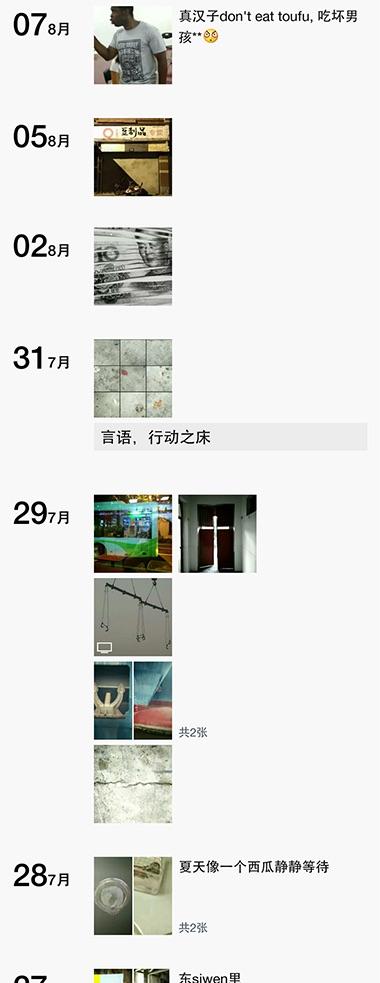 07 8月
真汉子don't eat toufu, 吃坏男
孩**
05 8月
豆制品
02 8月
31 7月
言语，行动之床
29 7月
共2张
28 7月
夏天像一个西瓜静静等待
共2张
东siwen里